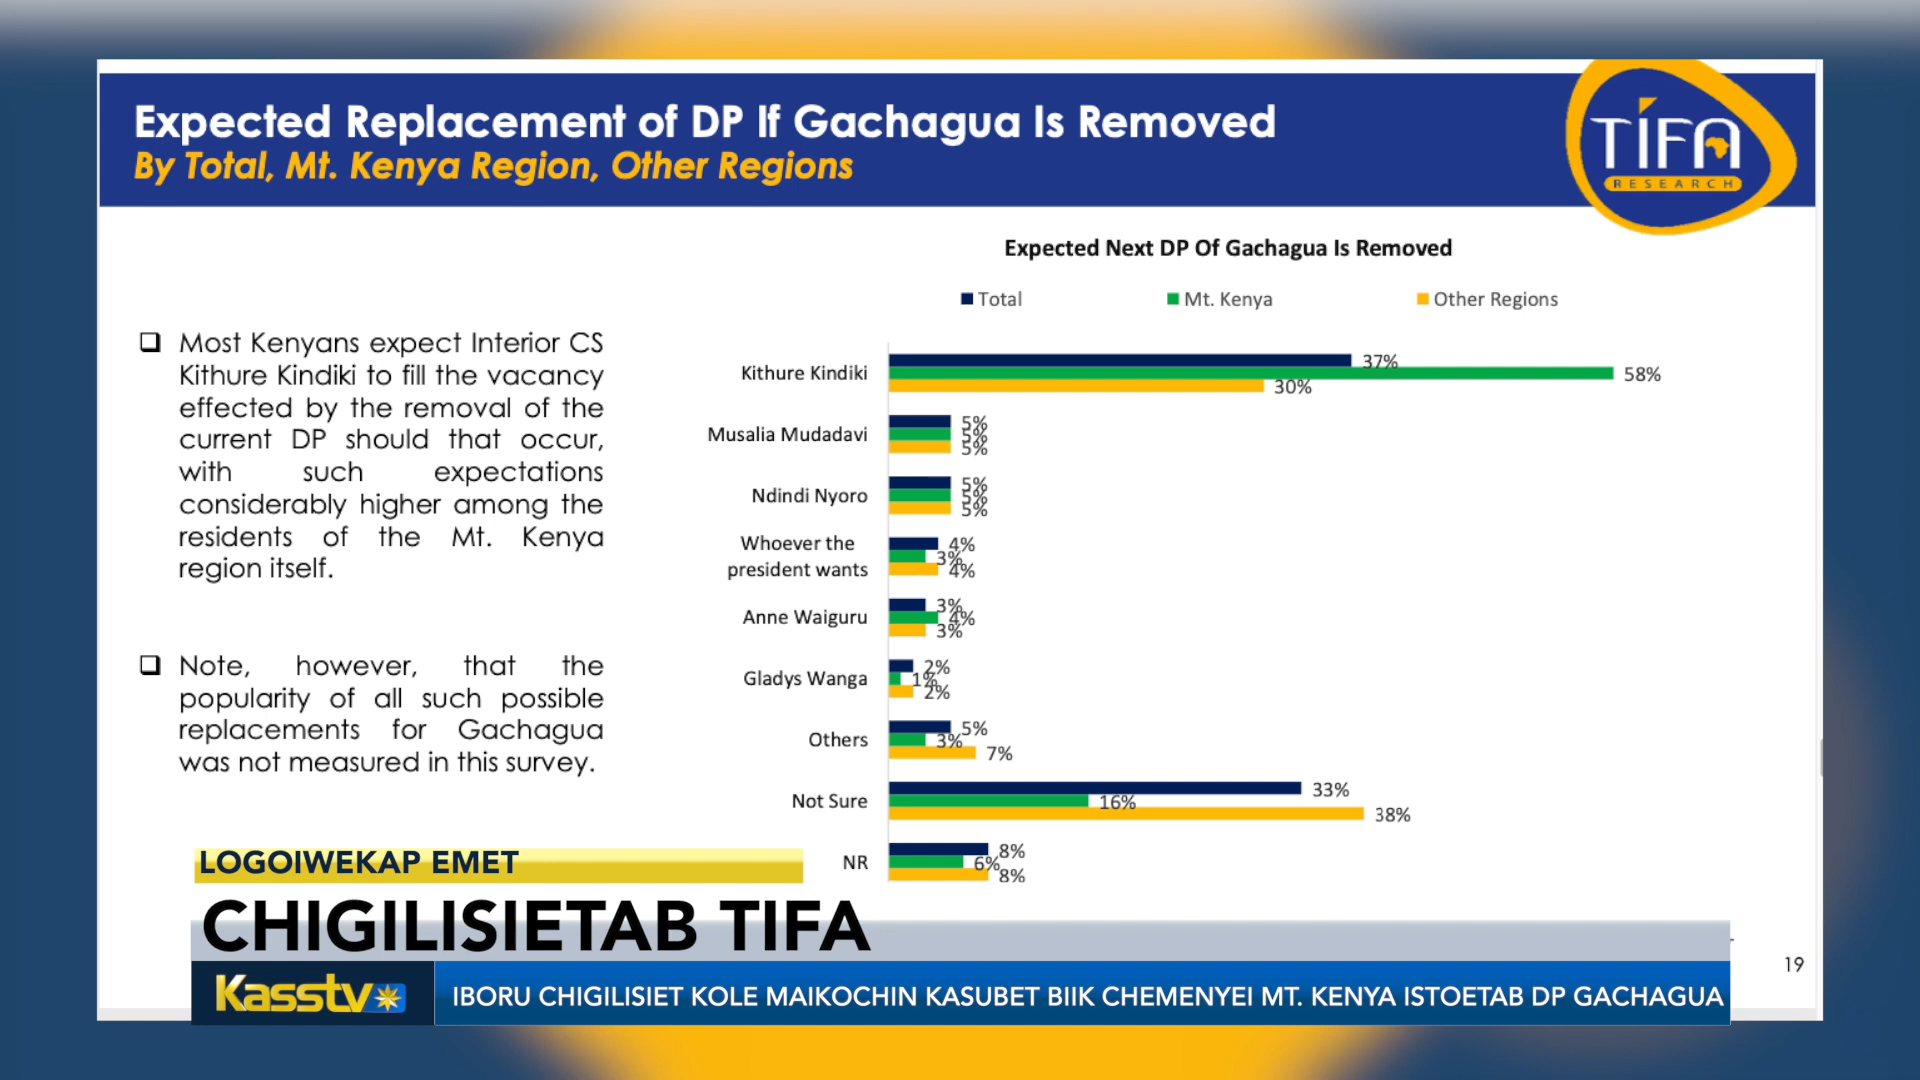 Expected Replacement of DP If Gachagua Is Removed
By Total, Mt. Kenya Region, Other Regions
TIFA
RESEARCH
Most Kenyans expect Interior CS
Kithure Kindiki to fill the vacancy
effected by the removal of the
current DP should that occur,
with such expectations
considerably higher among the
residents of the Mt. Kenya
region itself.
Note, however, that the
popularity of all such possible
replacements for Gachagua
was not measured in this survey.
Expected Next DP Of Gachagua Is Removed
Total Mt. Kenya Other Regions
Kithure Kindiki
37%
58%
30%
Musalia Mudadavi
5%
5%
5%
Ndindi Nyoro
5%
5%
5%
Whoever the
president wants
4%
3%
4%
Anne Waiguru
3%
4%
3%
Gladys Wanga
2%
1%
2%
Others
5%
3%
7%
Not Sure
33%
16%
38%
NR
8%
6%
8%
19
LOGOIWEKAP EMET
CHIGILISIETAB TIFA
Kasstv
IBORU CHIGILISIET KOLE MAIKOCHIN KASUBET BIIK CHEMENYEI MT. KENYA ISTOETAB DP GACHAGUA